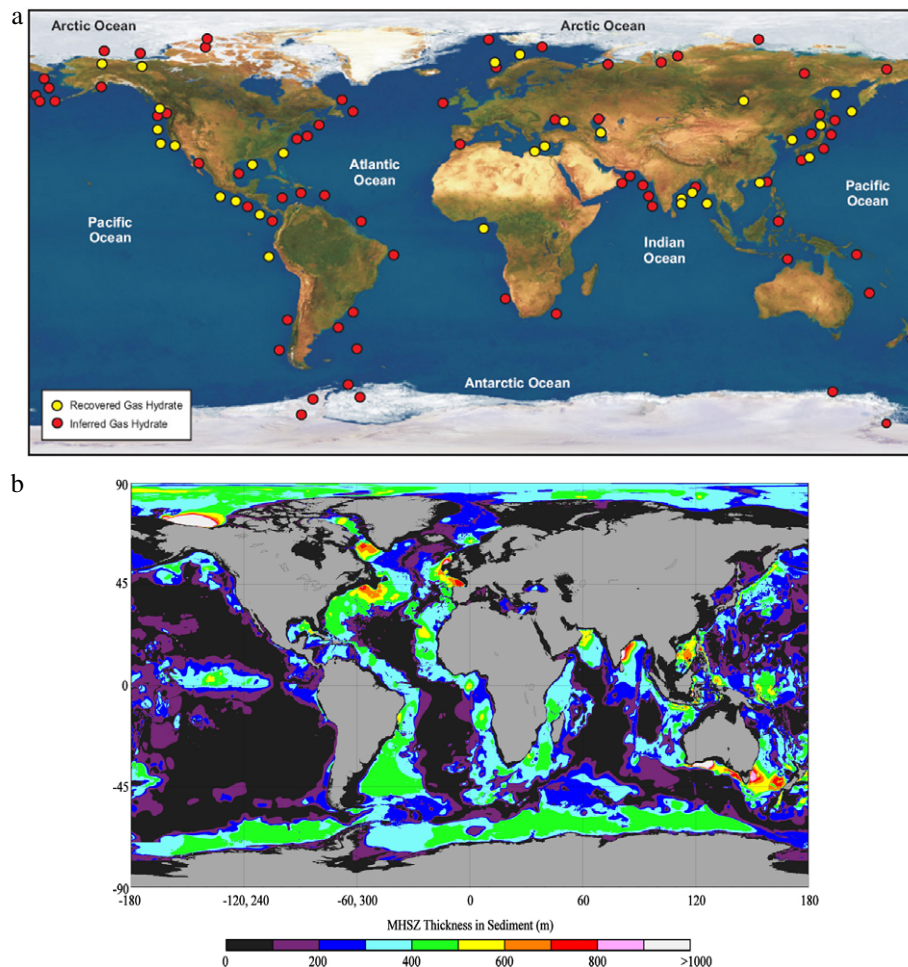 a
Arctic Ocean
Arctic Ocean
Atlantic
Ocean
Pacific
Ocean
Pacific
Ocean
Indian
Ocean
Antarctic Ocean
Recovered Gas Hydrate
Inferred Gas Hydrate
b
90
45
0
-45
-90
-180
-120, 240
-60, 300
0
60
120
180
MHSZ Thickness in Sediment (m)
0
200
400
600
800
>1000